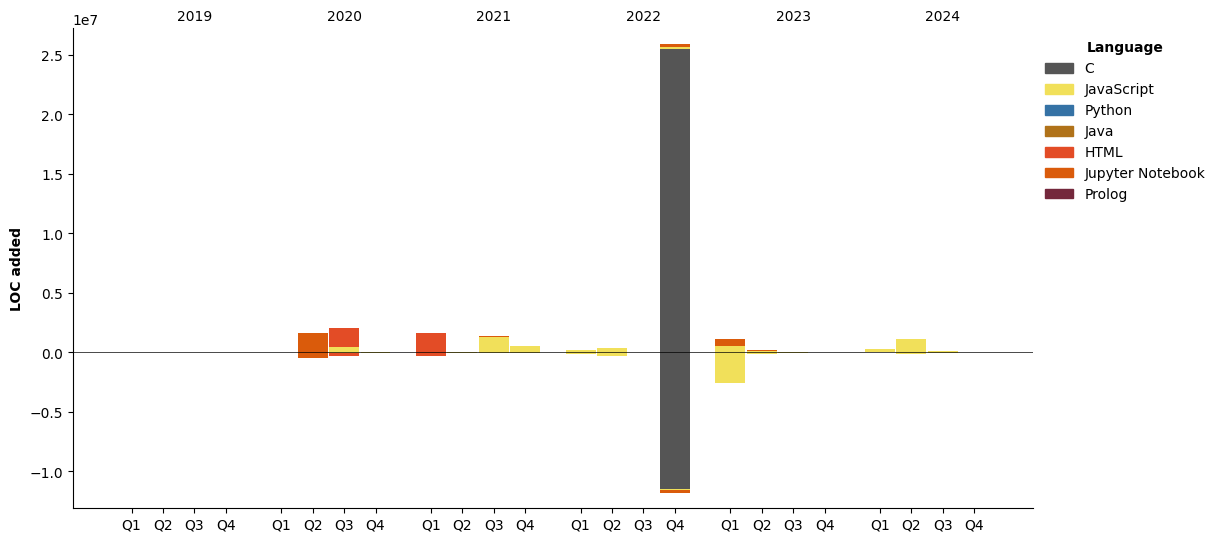 1e7
2019 2020 2021 2022 2023 2024
Language
C
JavaScript
Python
Java
HTML
Jupyter Notebook
Prolog
LOC added
2.5
2.0
1.5
1.0
0.5
0.0
−0.5
−1.0
Q1 Q2 Q3 Q4 Q1 Q2 Q3 Q4 Q1 Q2 Q3 Q4 Q1 Q2 Q3 Q4 Q1 Q2 Q3 Q4 Q1 Q2 Q3 Q4